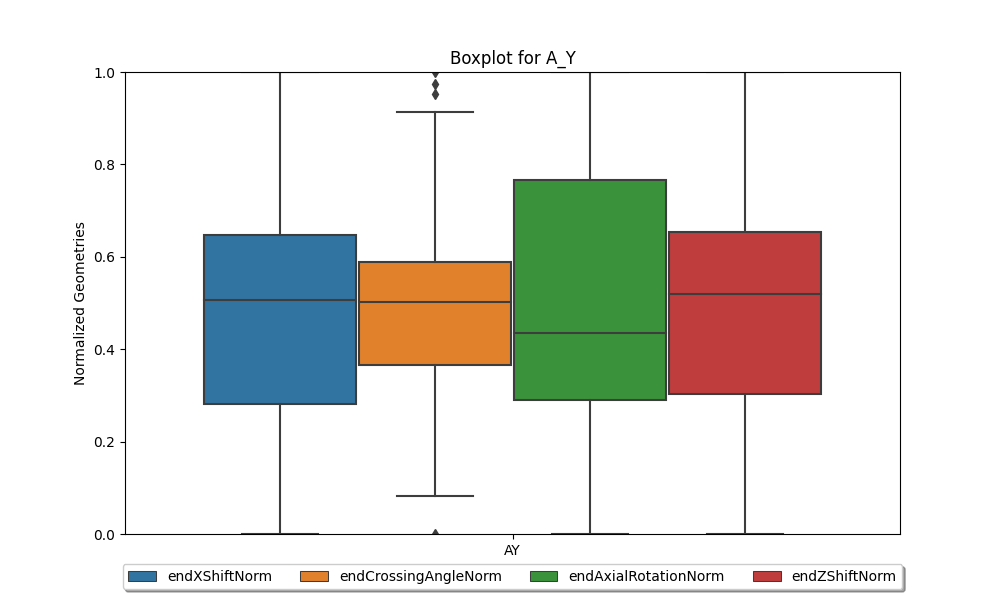 Boxplot for A_Y
1.0
0.8
0.6
0.4
0.2
0.0
Normalized Geometries
AY
endXShiftNorm endCrossingAngleNorm endAxialRotationNorm endZShiftNorm